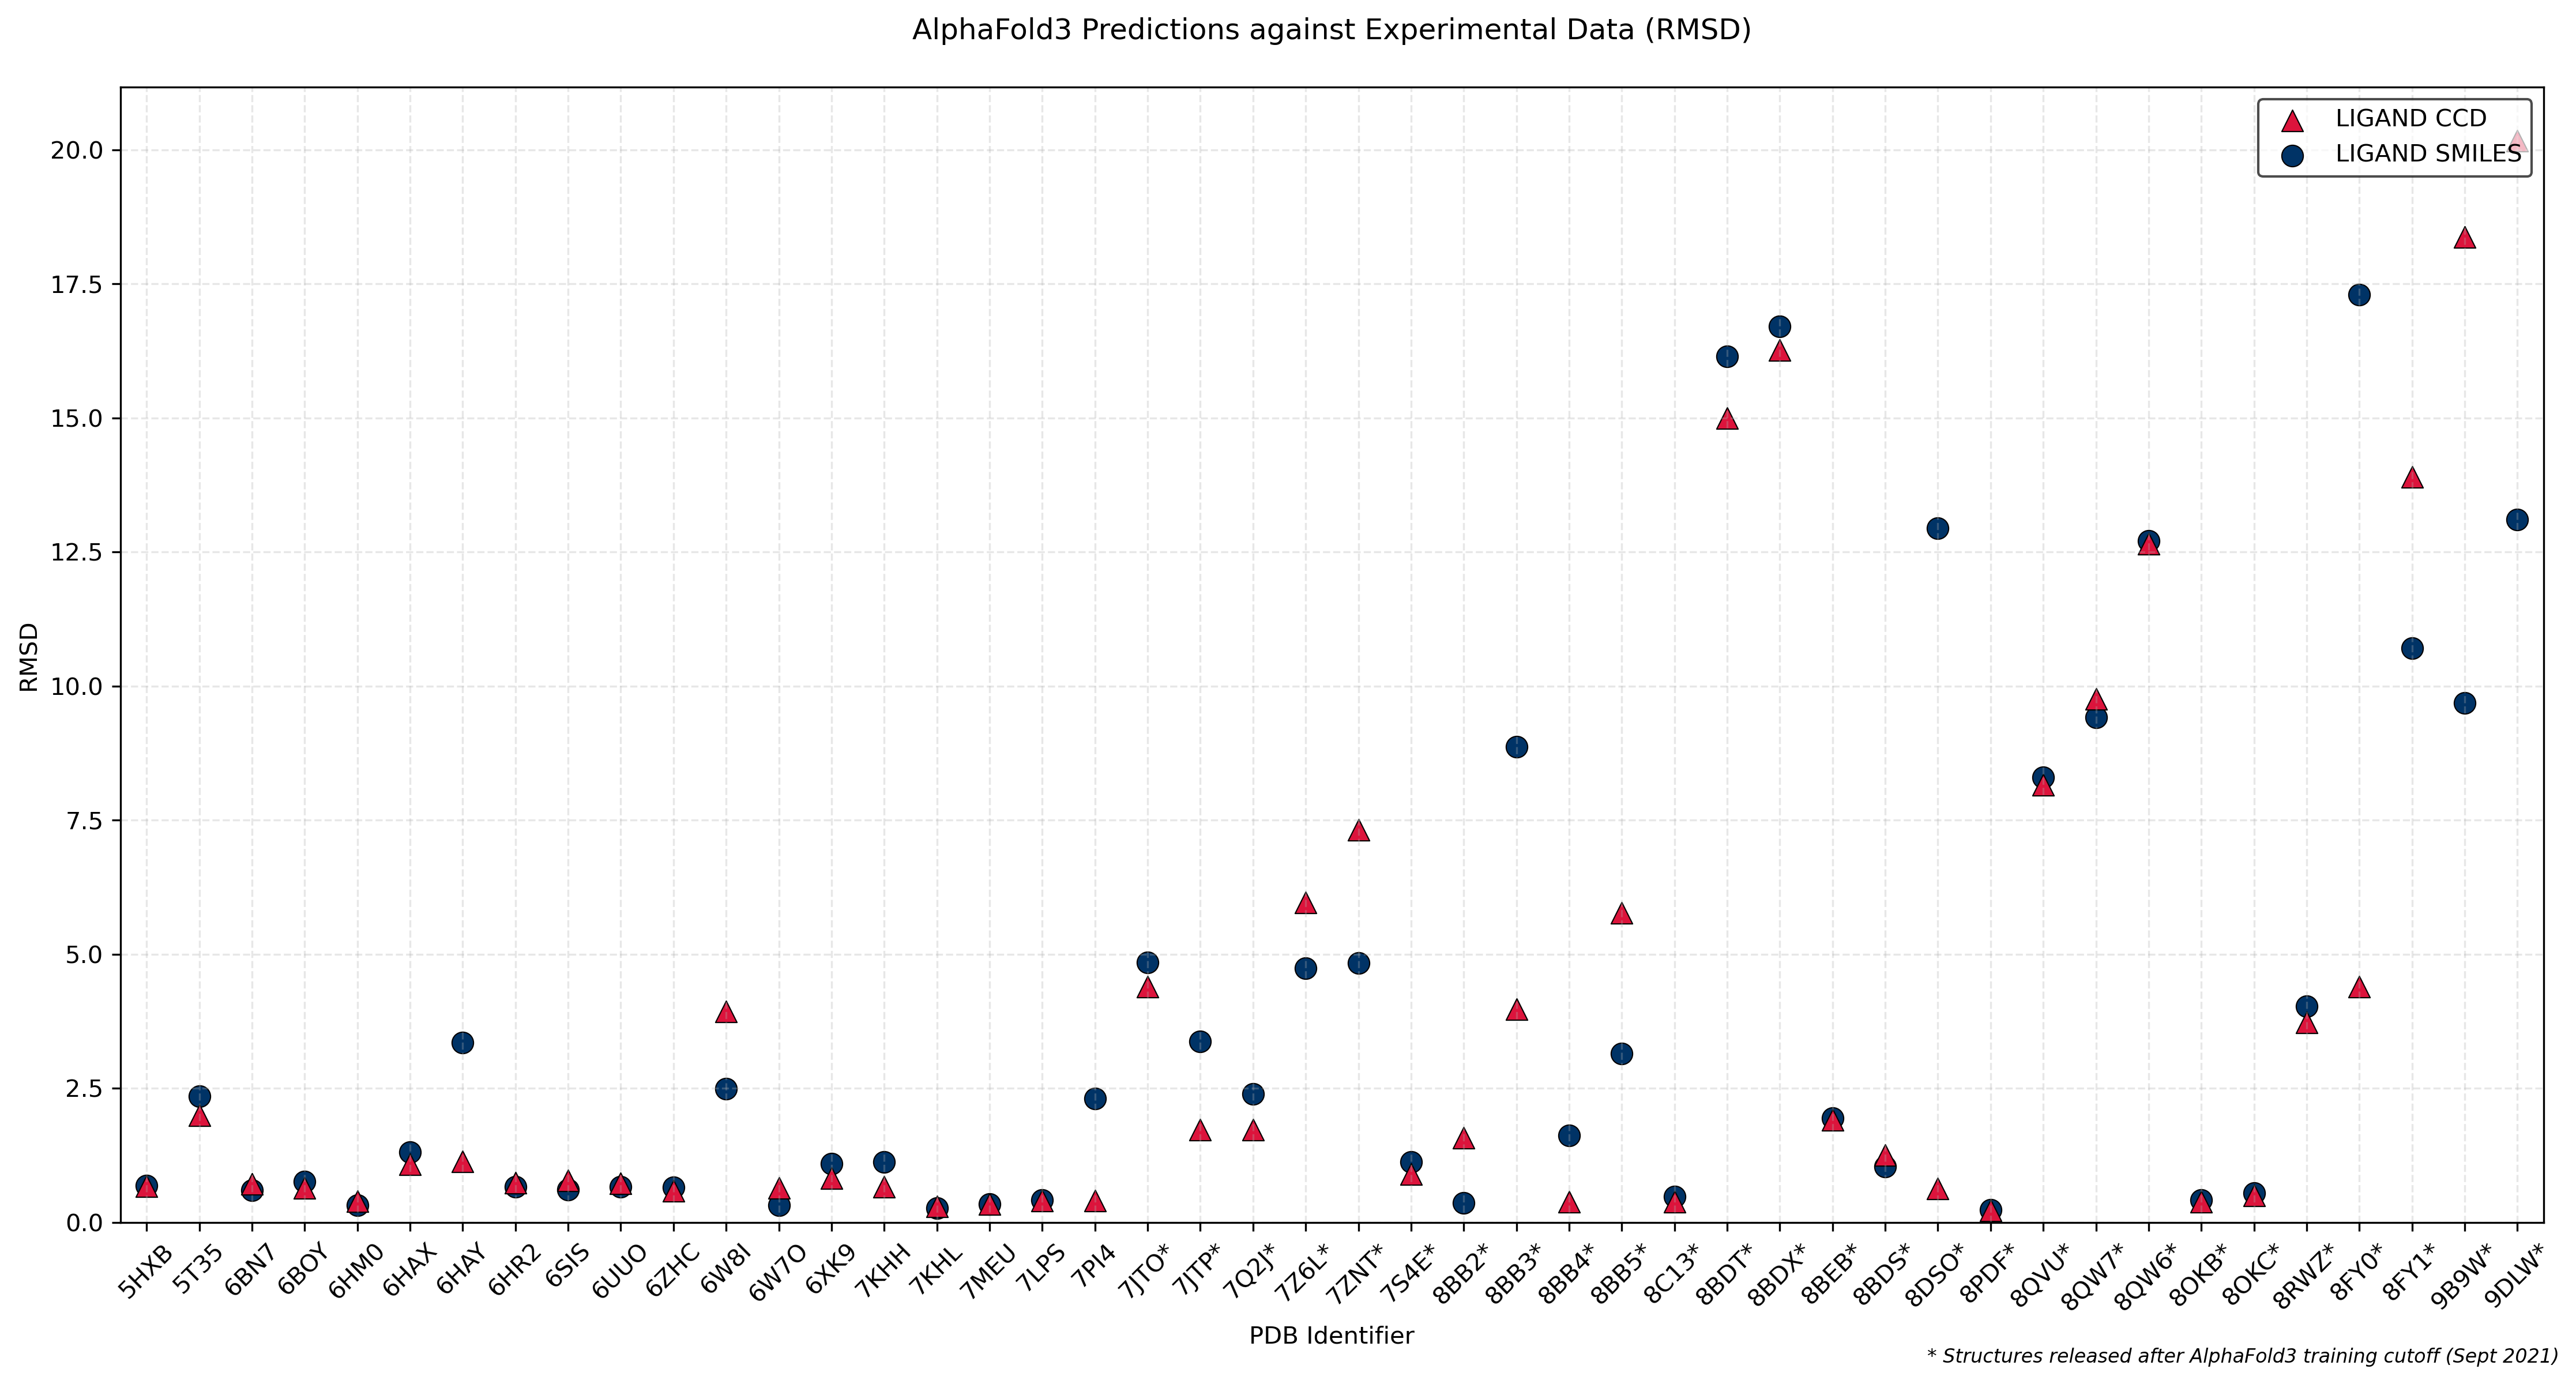 AlphaFold3 Predictions against Experimental Data (RMSD)
LIGAND CCD
LIGAND SMILES
20.0
17.5
15.0
12.5
10.0
7.5
5.0
2.5
0.0
RMSD
5HXB
5T35
6BN7
6BOY
6HM0
6HAX
6HAY
6HR2
6SIS
6UUO
6ZHC
6W8I
6W7O
6XK9
7KHH
7KHL
7MEU
7LPS
7PI4
7JTO*
7JTP*
7Q2J*
7Z6L*
7ZNT*
7S4E*
8BB2*
8BB3*
8BB4*
8BB5*
8C13*
8BDT*
8BDX*
8BEB*
8BDS*
8DSO*
8PDF*
8QVU*
8QW7*
8QW6*
8OKB*
8OKC*
8RWZ*
8FY0*
8FY1*
9B9W*
9DLW*
PDB Identifier
* Structures released after AlphaFold3 training cutoff (Sept 2021)